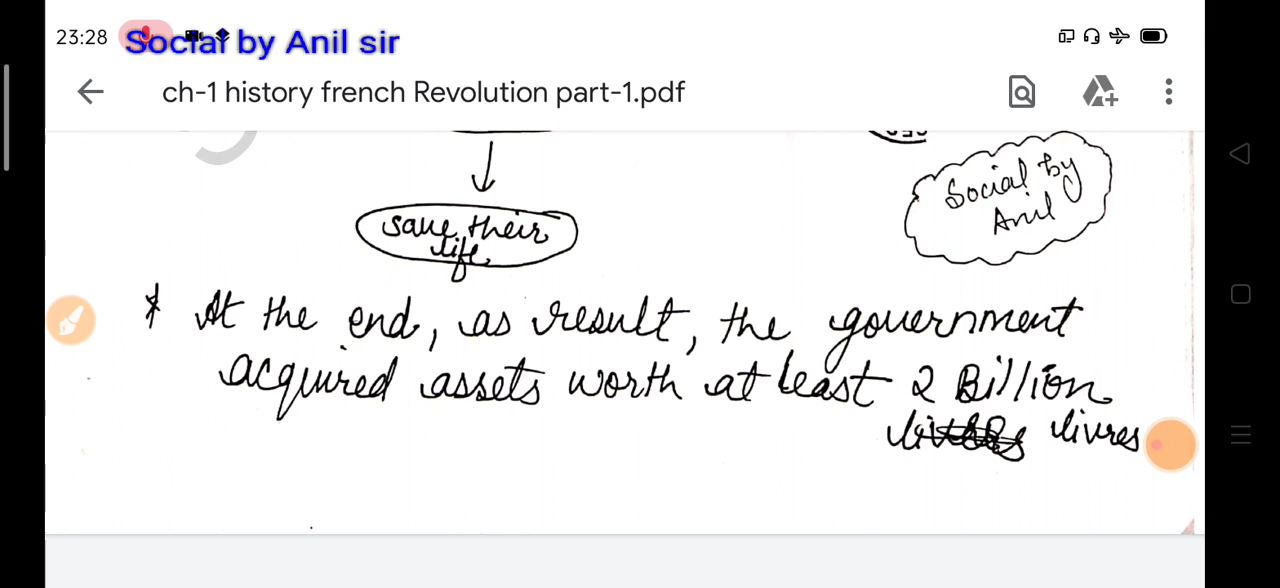 23:28
Social by Anil sir
ch-1 history french Revolution part-1.pdf
Social by
Anil
save their
life
* At the end, as result, the government
acquired assets worth at least 2 Billion
livres